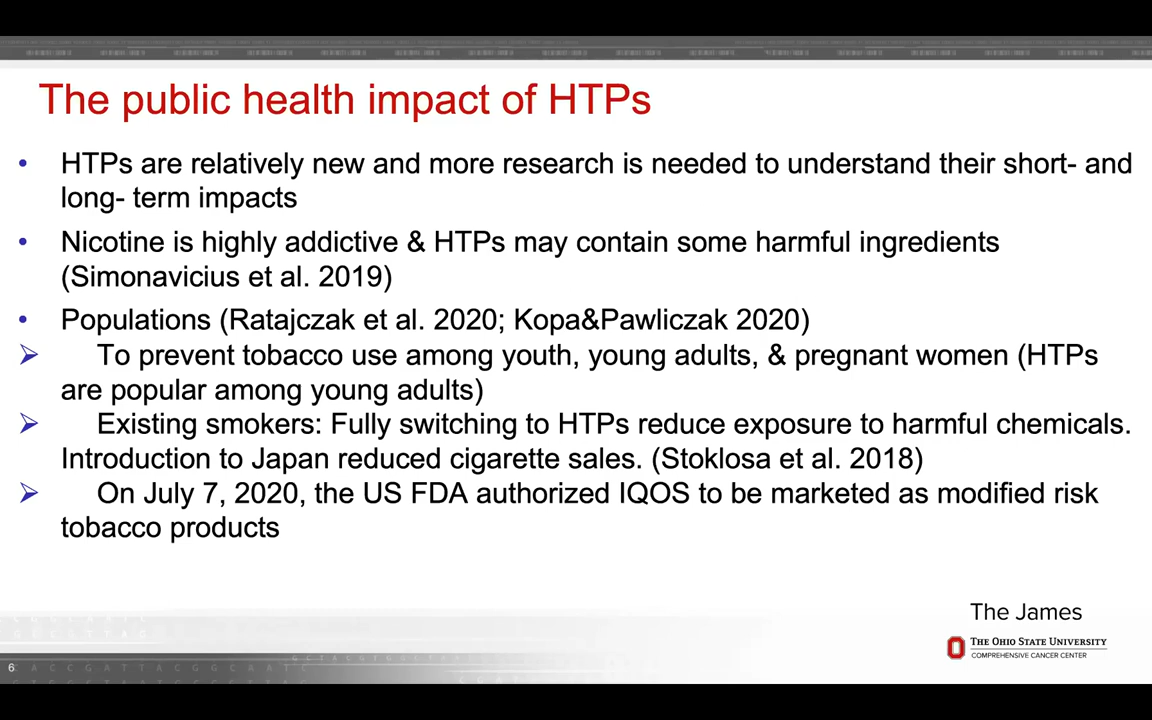 The public health impact of HTPs
• HTPs are relatively new and more research is needed to understand their short- and
long- term impacts
• Nicotine is highly addictive & HTPs may contain some harmful ingredients
(Simonavicius et al. 2019)
• Populations (Ratajczak et al. 2020; Kopa&Pawliczak 2020)
➢ To prevent tobacco use among youth, young adults, & pregnant women (HTPs
are popular among young adults)
➢ Existing smokers: Fully switching to HTPs reduce exposure to harmful chemicals.
Introduction to Japan reduced cigarette sales. (Stoklosa et al. 2018)
➢ On July 7, 2020, the US FDA authorized IQOS to be marketed as modified risk
tobacco products
The James
THE OHIO STATE UNIVERSITY
COMPREHENSIVE CANCER CENTER
6